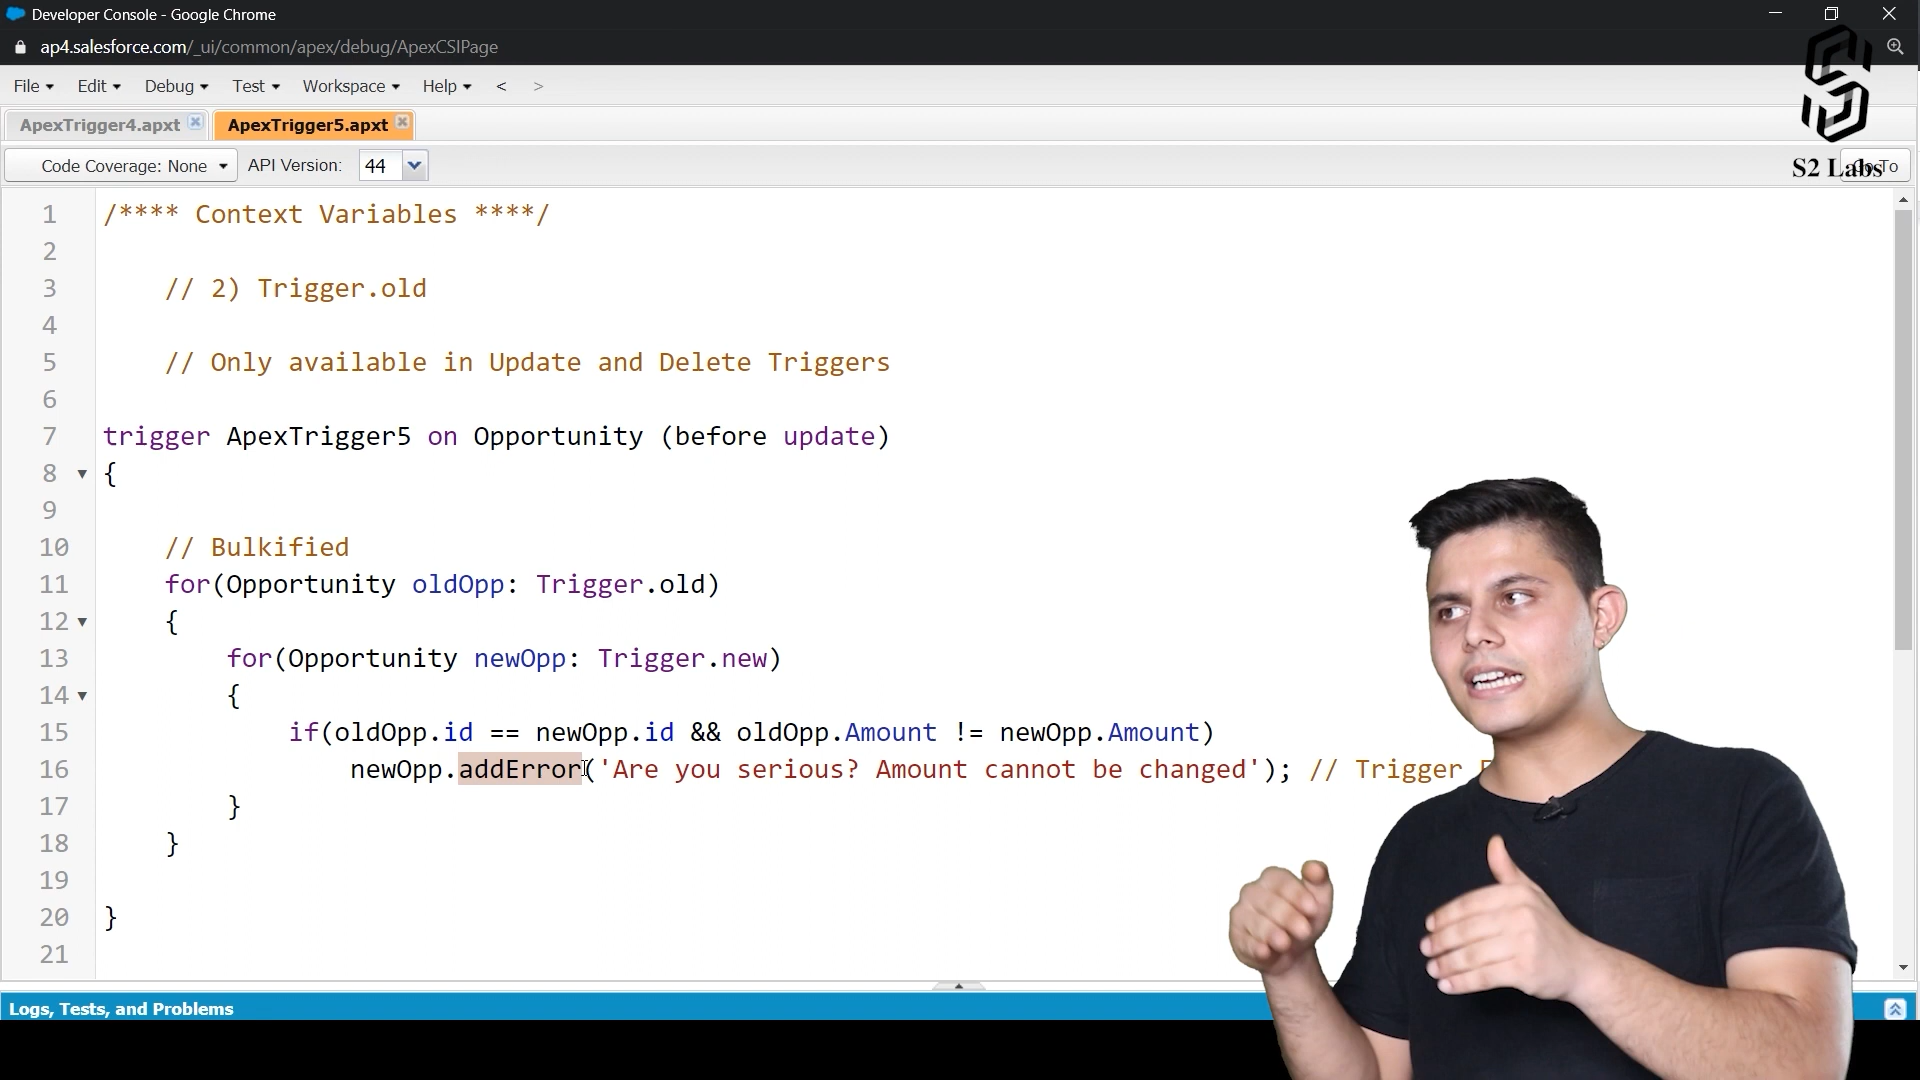 Developer Console - Google Chrome
ap4.salesforce.com/_ui/common/apex/debug/ApexCSIPage
File Edit Debug Test Workspace Help < >
ApexTrigger4.apxt ApexTrigger5.apxt
Code Coverage: None API Version: 44
S2 Labs
To
1 /**** Context Variables ****/
2
3 // 2) Trigger.old
4
5 // Only available in Update and Delete Triggers
6
7 trigger ApexTrigger5 on Opportunity (before update)
8 {
9
10 // Bulkified
11 for(Opportunity oldOpp: Trigger.old)
12 {
13 for(Opportunity newOpp: Trigger.new)
14 {
15 if(oldOpp.id == newOpp.id && oldOpp.Amount != newOpp.Amount)
16 newOpp.addError('Are you serious? Amount cannot be changed'); // Trigger
17 }
18 }
19
20 }
21
Logs, Tests, and Problems